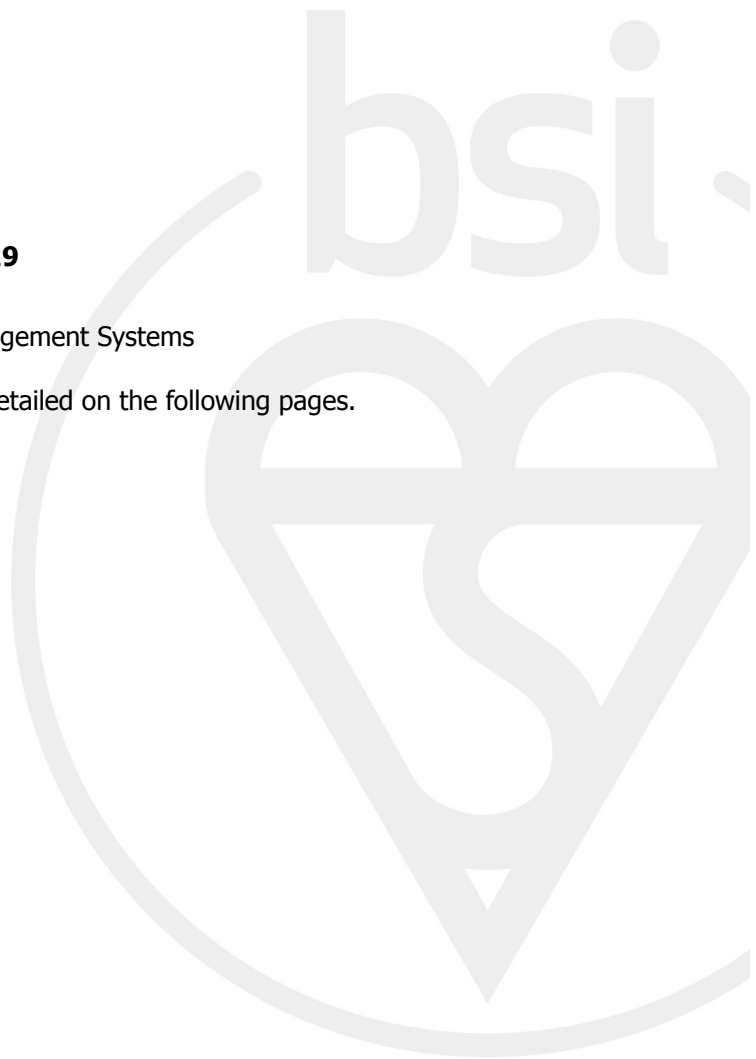 bsi
.9
gement Systems
etailed on the following pages.